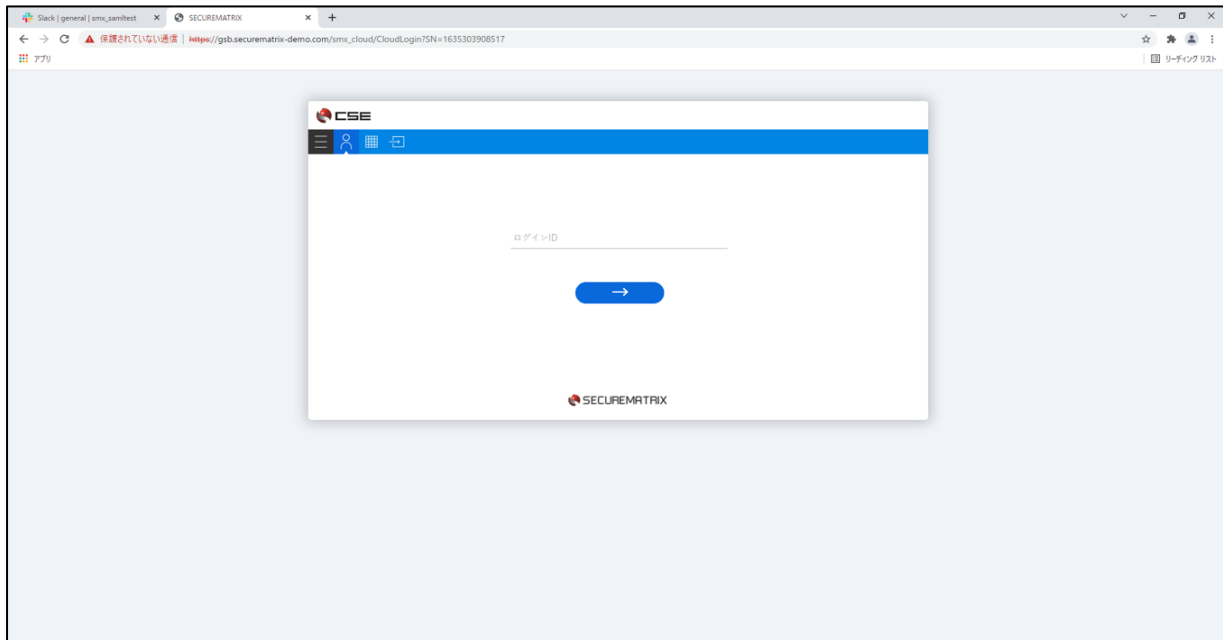 Slack | general | smx_samltest
SECUREMATRIX
保護されていない通信 | https://gsb.securematrix-demo.com/smx_cloud/CloudLogin?SN=1635303908517
アプリ
リーディング リスト
CSE
ログインID
SECUREMATRIX